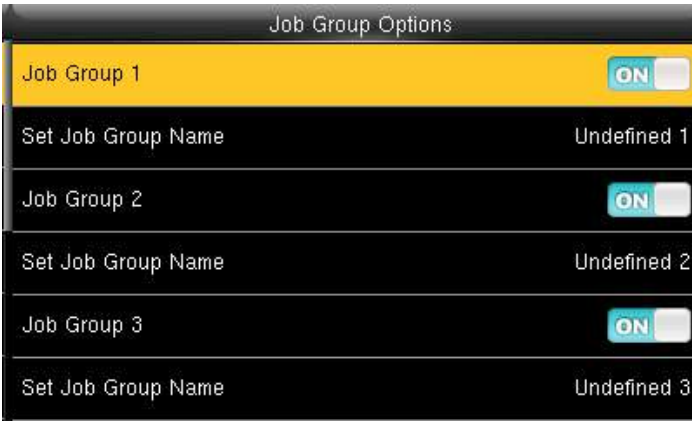 Job Group Options
Job Group 1 ON
Set Job Group Name Undefined 1
Job Group 2 ON
Set Job Group Name Undefined 2
Job Group 3 ON
Set Job Group Name Undefined 3